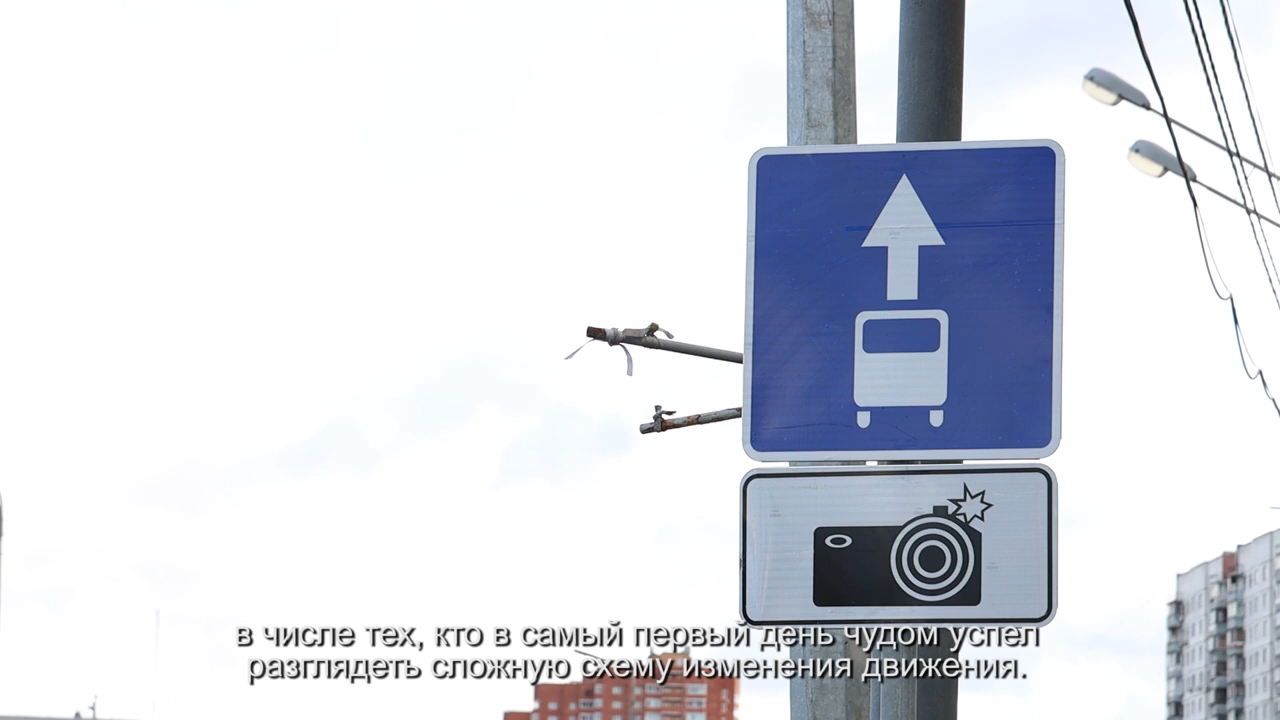 в числе тех, кто в самый первый день чудом успел
разглядеть сложную схему изменения движения.